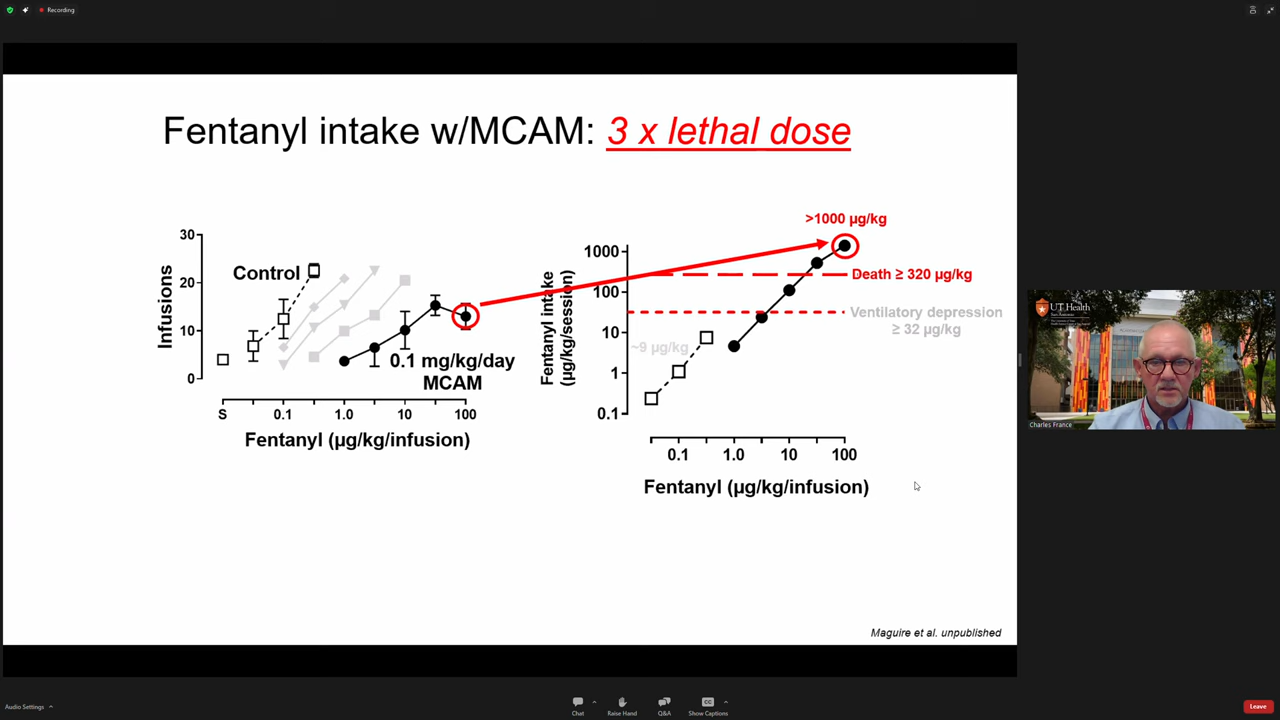 Recording
Fentanyl intake w/MCAM: 3 x lethal dose
30
20
10
0
Infusions
Control
0.1 mg/kg/day
MCAM
S
0.1
1.0
10
100
Fentanyl (µg/kg/infusion)
>1000 µg/kg
1000
100
10
1
0.1
Fentanyl intake
(µg/kg/session)
Death ≥ 320 µg/kg
Ventilatory depression
≥ 32 µg/kg
~9 µg/kg
0.1
1.0
10
100
Fentanyl (µg/kg/infusion)
Maguire et al. unpublished
UT Health
San Antonio
Charles France
Audio Settings
Chat
Raise Hand
Q&A
CC
Show Captions
Leave